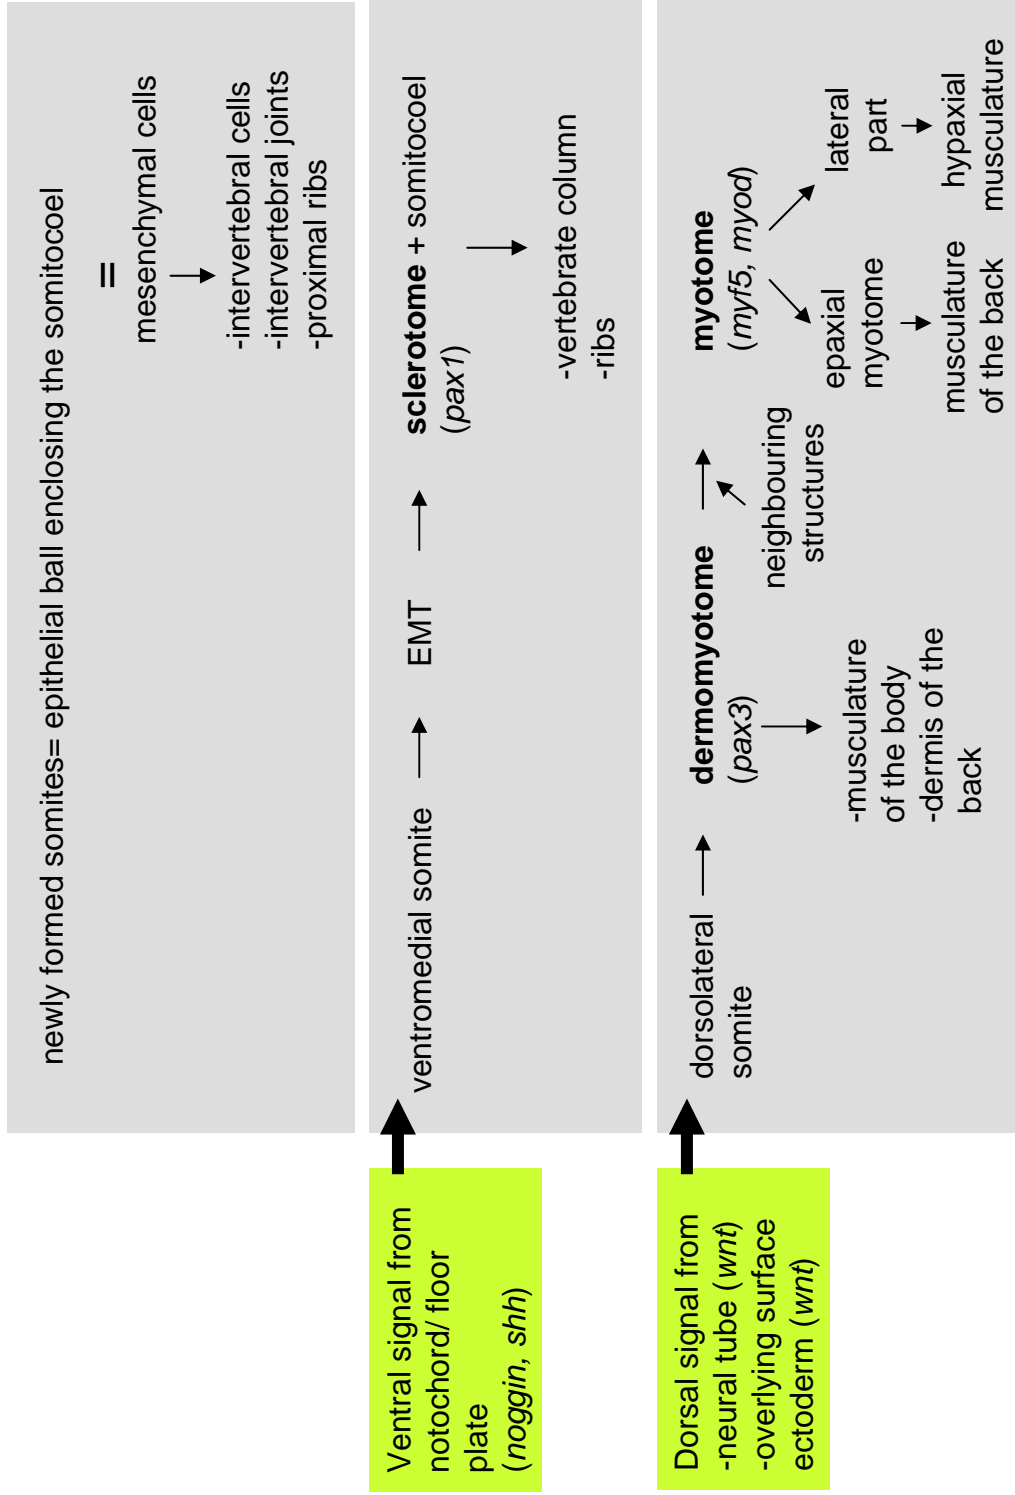 newly formed somites= epithelial ball enclosing the somitocoel
=
mesenchymal cells
-intervertebral cells
-intervertebral joints
-proximal ribs
Ventral signal from
notochord/ floor
plate
(noggin, shh)
ventromedial somite
EMT
sclerotome + somitocoel
(pax1)
-vertebrate column
-ribs
Dorsal signal from
-neural tube (wnt)
-overlying surface
ectoderm (wnt)
dorsolateral
somite
dermomyotome
(pax3)
-musculature
of the body
-dermis of the
back
neighbouring
structures
myotome
(myf5, myod)
epaxial
myotome
musculature
of the back
lateral
part
hypaxial
musculature